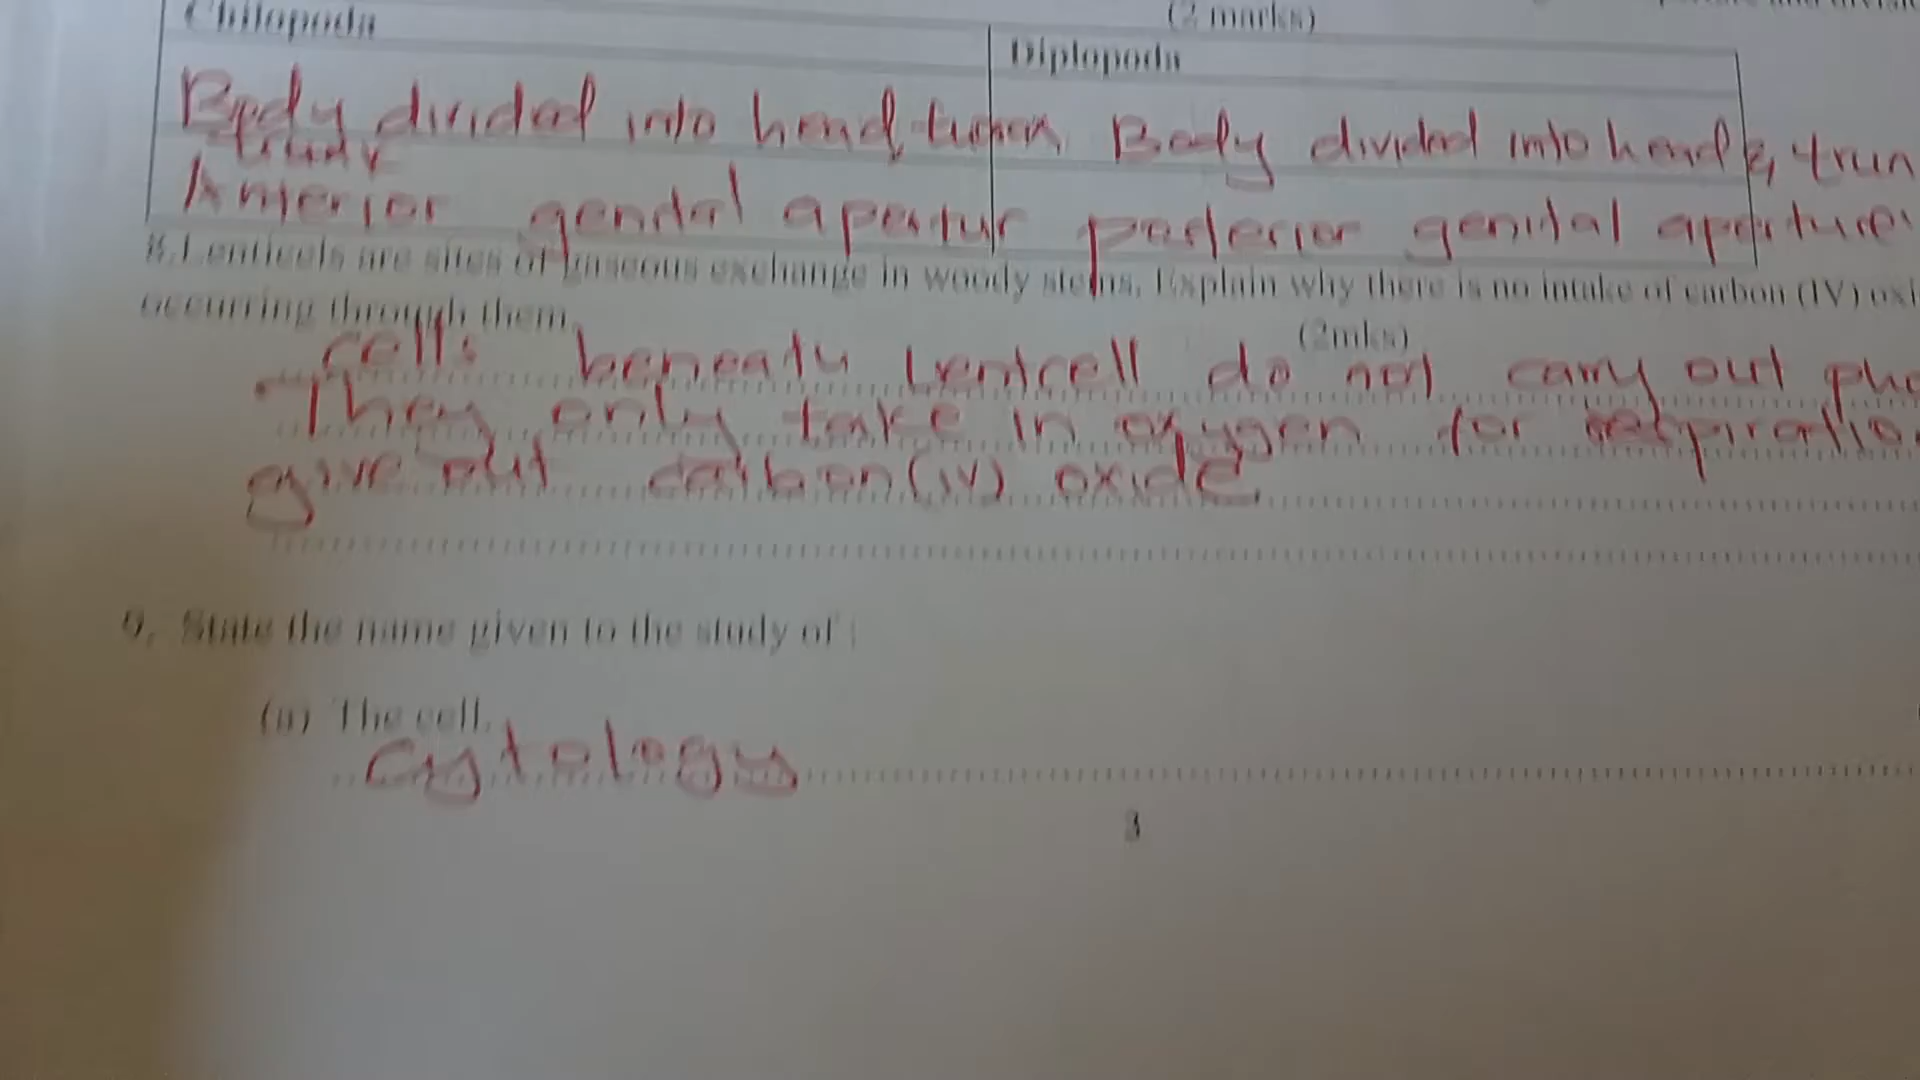 (2 marks)
Chilopoda
Diplopoda
Body divided into head, Body divided into head & trun
Anterior genital apertur posterior genital aperture
8.Lenticels are sites of gaseous exchange in woody stems. Explain why there is no intake of carbon (IV) oxi
occurring through them. (2mks)
cells beneath lenticell do not carry out pho
They only take in oxygen for respiratio
give out carbon(iv) oxide
9. State the name given to the study of :
(a) The cell.
cytology
3